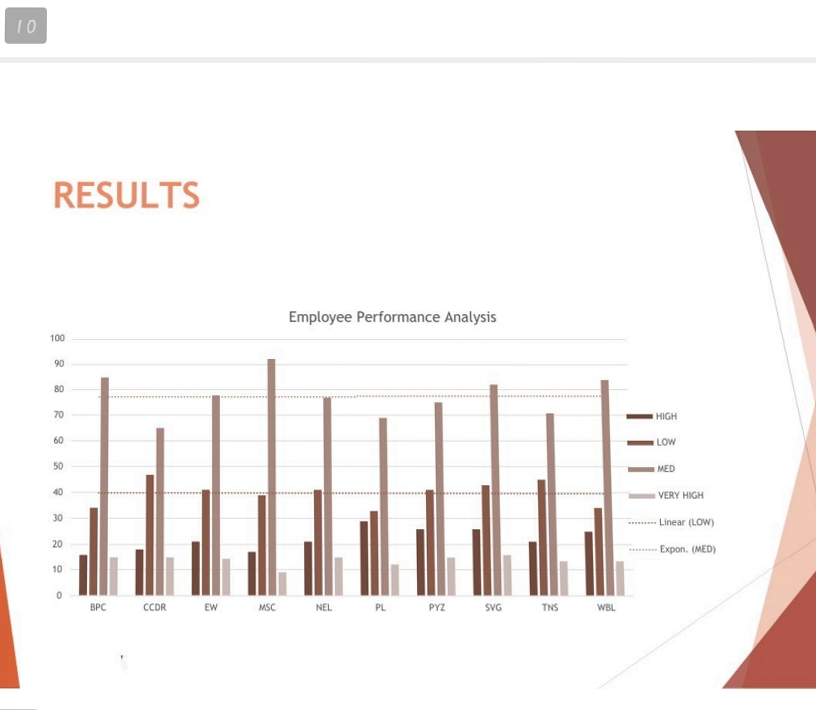 10
RESULTS
Employee Performance Analysis
100
90
80
70
60
50
40
30
20
10
0
BPC CCDR EW MSC NEL PL PYZ SVG TNS WBL
HIGH
LOW
MED
VERY HIGH
Linear (LOW)
Expon. (MED)